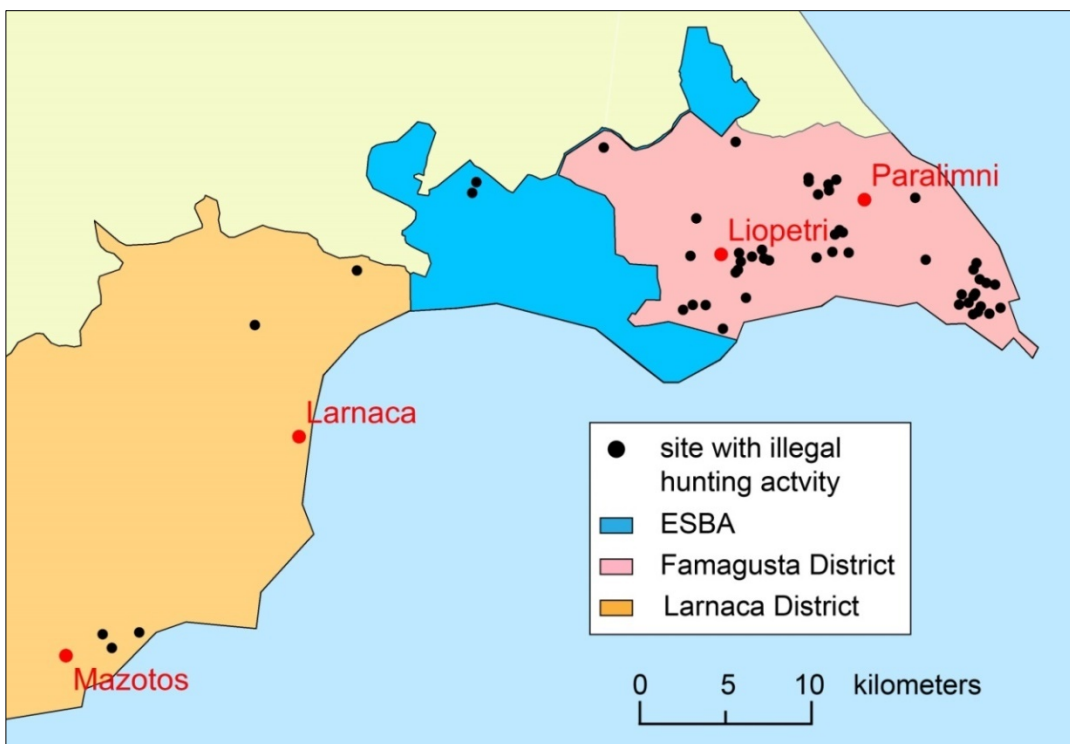 Paralimni
Liopetri
Larnaca
site with illegal
hunting actvity
ESBA
Famagusta District
Larnaca District
Mazotos
0 5 10 kilometers